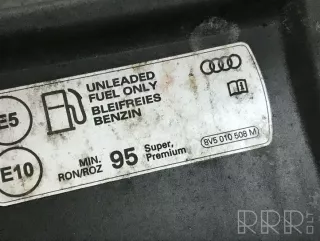 E5
UNLEADED
FUEL ONLY
BLEIFREIES
BENZIN
E10
MIN.
RON/ROZ
95
Super,
Premium
8V5 010 508 M
RRR